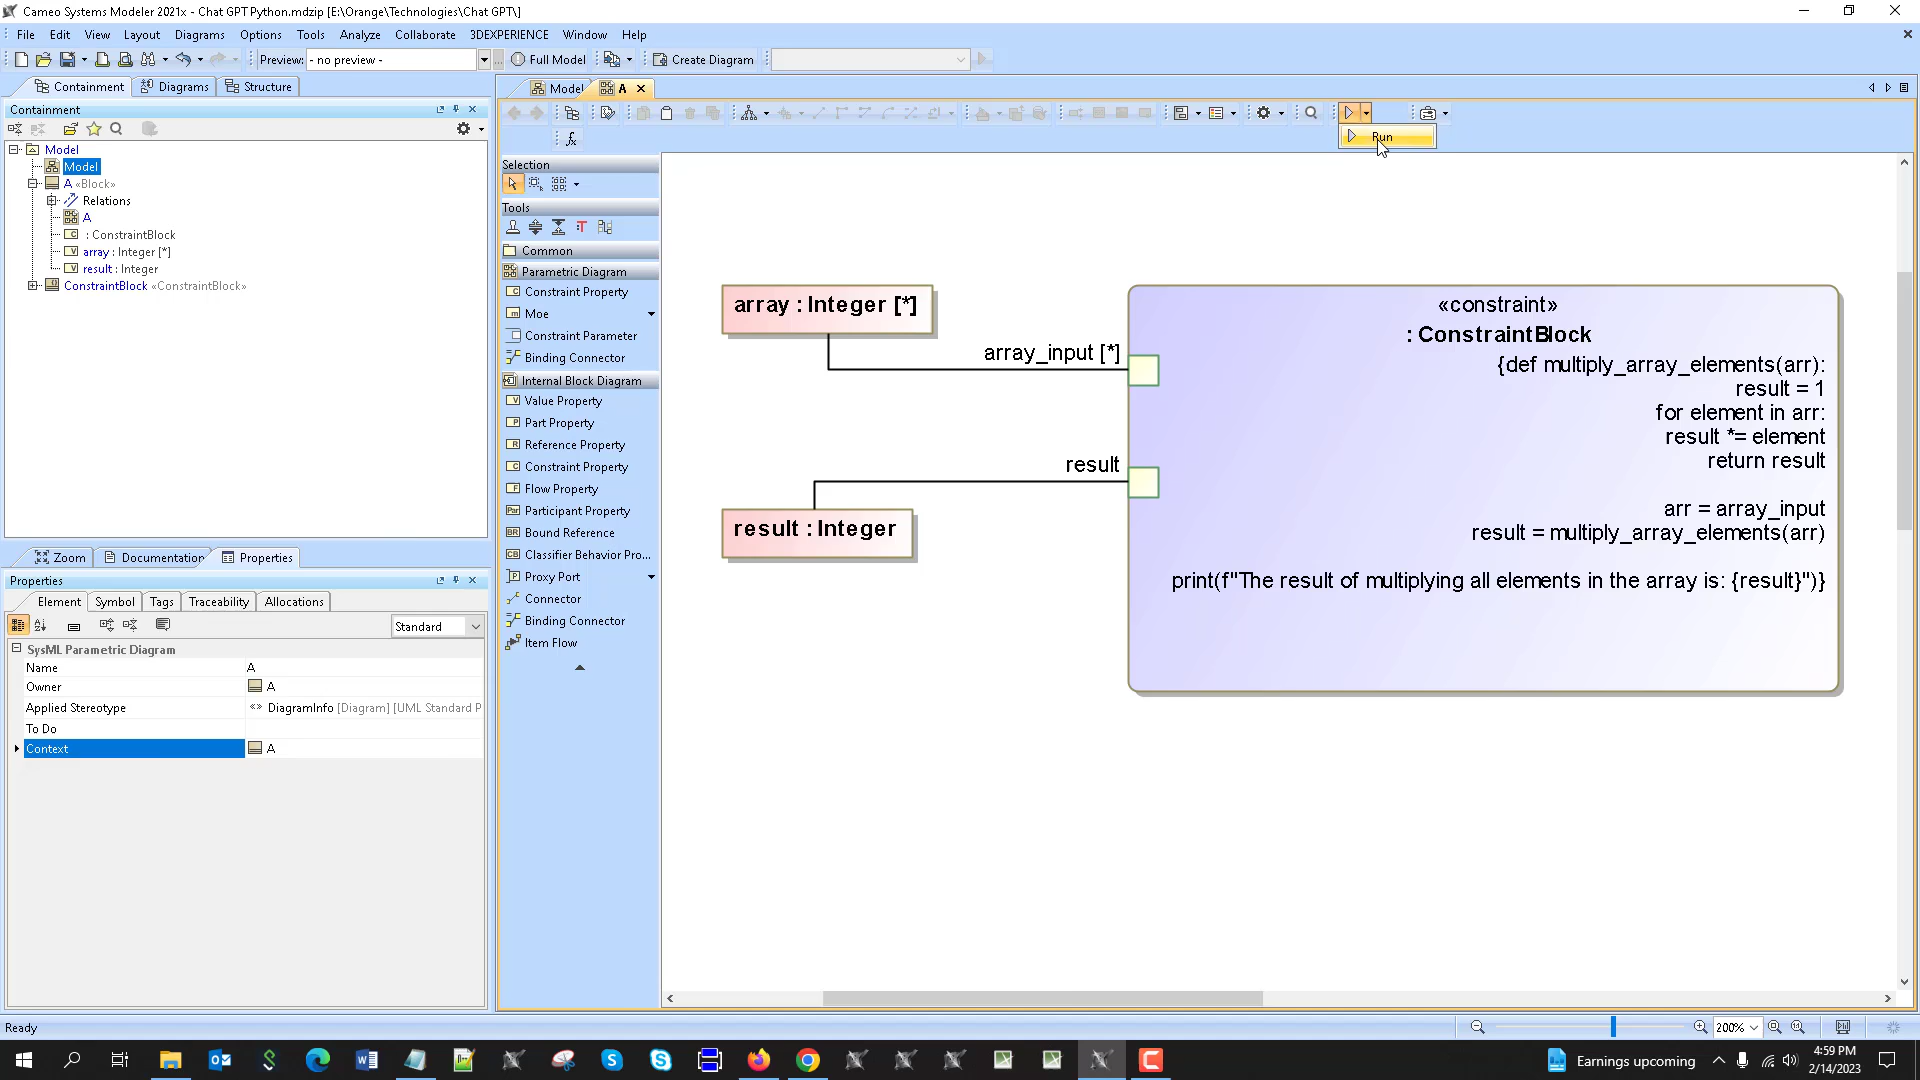 Cameo Systems Modeler 2021x - Chat GPT Python.mdzip [E:\Orange\Technologies\Chat GPT\]
File Edit View Layout Diagrams Options Tools Analyze Collaborate 3DEXPERIENCE Window Help
Preview: - no preview - ... Full Model Create Diagram
Containment Diagrams Structure
Model A
Containment
Run
Model
Model
A «Block»
Relations
A
: ConstraintBlock
array : Integer [*]
result : Integer
ConstraintBlock «ConstraintBlock»
Selection
Tools
Common
Parametric Diagram
Constraint Property
Moe
Constraint Parameter
Binding Connector
Internal Block Diagram
Value Property
Part Property
Reference Property
Constraint Property
Flow Property
Participant Property
Bound Reference
Classifier Behavior Pro...
Proxy Port
Connector
Binding Connector
Item Flow
array : Integer [*]
array_input [*]
result
result : Integer
«constraint»
: ConstraintBlock
{def multiply_array_elements(arr):
result = 1
for element in arr:
result *= element
return result
arr = array_input
result = multiply_array_elements(arr)
print(f"The result of multiplying all elements in the array is: {result}")}
Zoom Documentation Properties
Properties
Element Symbol Tags Traceability Allocations
Standard
SysML Parametric Diagram
Name A
Owner A
Applied Stereotype «» DiagramInfo [Diagram] [UML Standard P
To Do
Context A
Ready
200%
Earnings upcoming
4:59 PM
2/14/2023